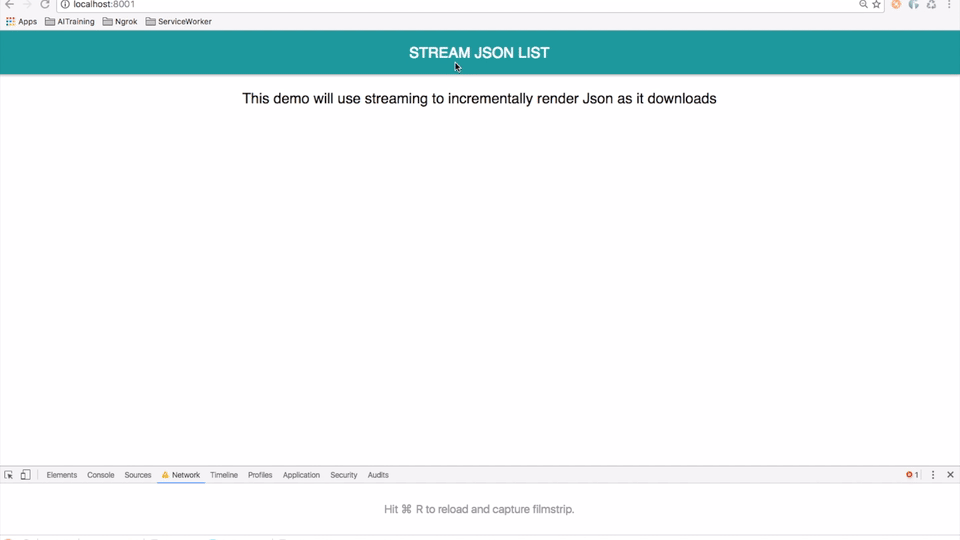 localhost:8001
Apps AITraining Ngrok ServiceWorker
STREAM JSON LIST
This demo will use streaming to incrementally render Json as it downloads
Elements Console Sources Network Timeline Profiles Application Security Audits 1
Hit ⌘ R to reload and capture filmstrip.